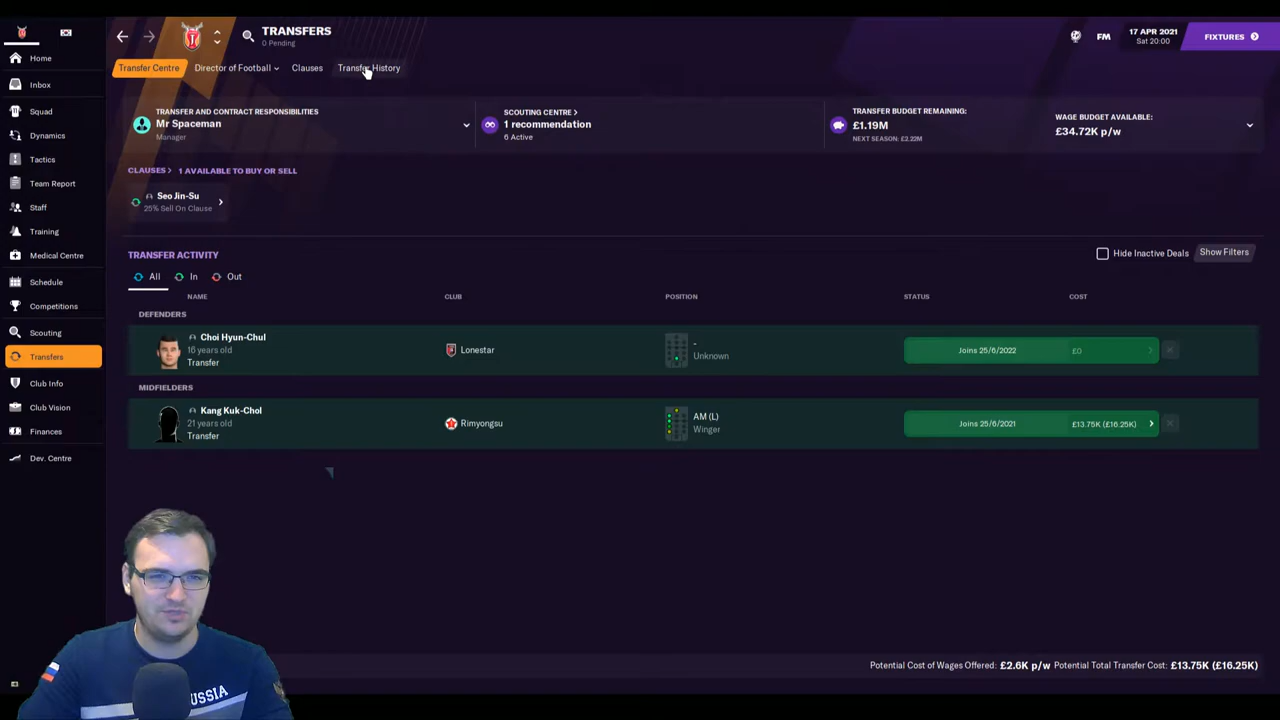 TRANSFERS
0 Pending
FM
17 APR 2021
Sat 20:00
FIXTURES
Home
Inbox
Squad
Dynamics
Tactics
Team Report
Staff
Training
Medical Centre
Schedule
Competitions
Scouting
Transfers
Club Info
Club Vision
Finances
Dev. Centre
Transfer Centre
Director of Football
Clauses
Transfer History
TRANSFER AND CONTRACT RESPONSIBILITIES
Mr Spaceman
Manager
SCOUTING CENTRE >
1 recommendation
6 Active
TRANSFER BUDGET REMAINING:
£1.19M
NEXT SEASON: £2.22M
WAGE BUDGET AVAILABLE:
£34.72K p/w
CLAUSES > 1 AVAILABLE TO BUY OR SELL
Seo Jin-Su
25% Sell On Clause
TRANSFER ACTIVITY
Hide Inactive Deals
Show Filters
All In Out
NAME CLUB POSITION STATUS COST
DEFENDERS
Choi Hyun-Chul
16 years old
Transfer
Lonestar
-
Unknown
Joins 25/6/2022
£0
MIDFIELDERS
Kang Kuk-Chol
21 years old
Transfer
Rimyongsu
AM (L)
Winger
Joins 25/6/2021
£13.75K (£16.25K)
Potential Cost of Wages Offered: £2.6K p/w Potential Total Transfer Cost: £13.75K (£16.25K)
RUSSIA